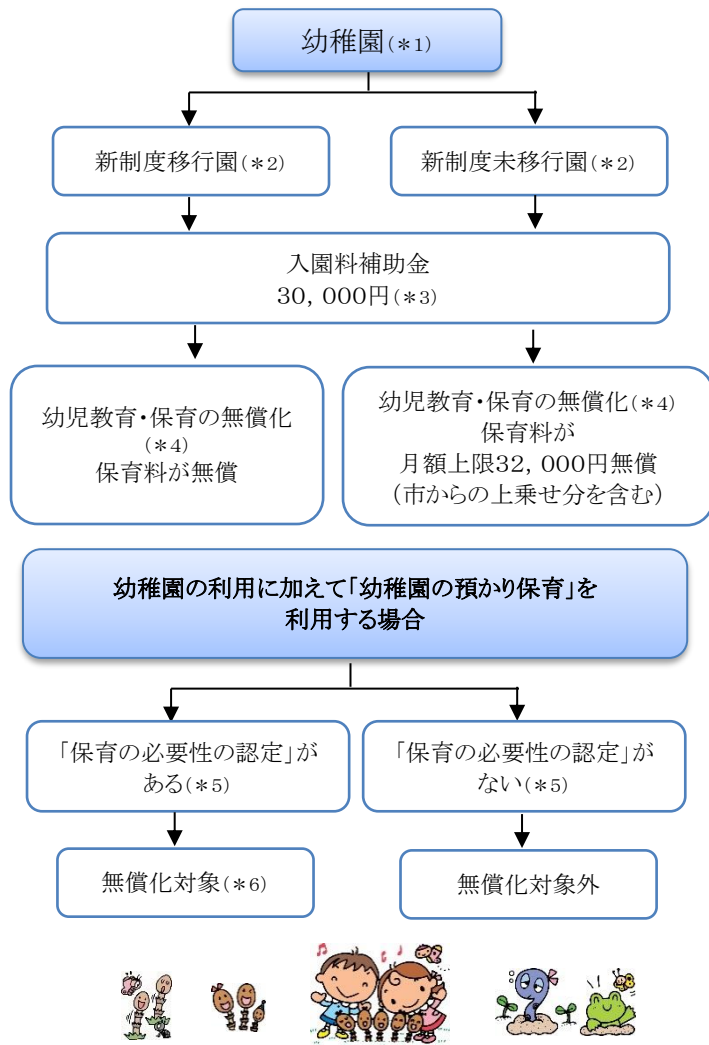 幼稚園(*1)
新制度移行園(*2)
新制度未移行園(*2)
入園料補助金
30,000円(*3)
幼児教育・保育の無償化
(*4)
保育料が無償
幼児教育・保育の無償化(*4)
保育料が
月額上限32,000円無償
(市からの上乗せ分を含む)
幼稚園の利用に加えて「幼稚園の預かり保育」を
利用する場合
「保育の必要性の認定」が
ある(*5)
「保育の必要性の認定」が
ない(*5)
無償化対象(*6)
無償化対象外